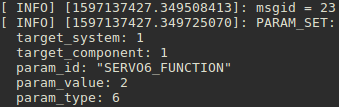 [ INFO] [1597137427.349508413]: msgid = 23
[ INFO] [1597137427.349725070]: PARAM_SET:
  target_system: 1
  target_component: 1
  param_id: "SERVO6_FUNCTION"
  param_value: 2
  param_type: 6